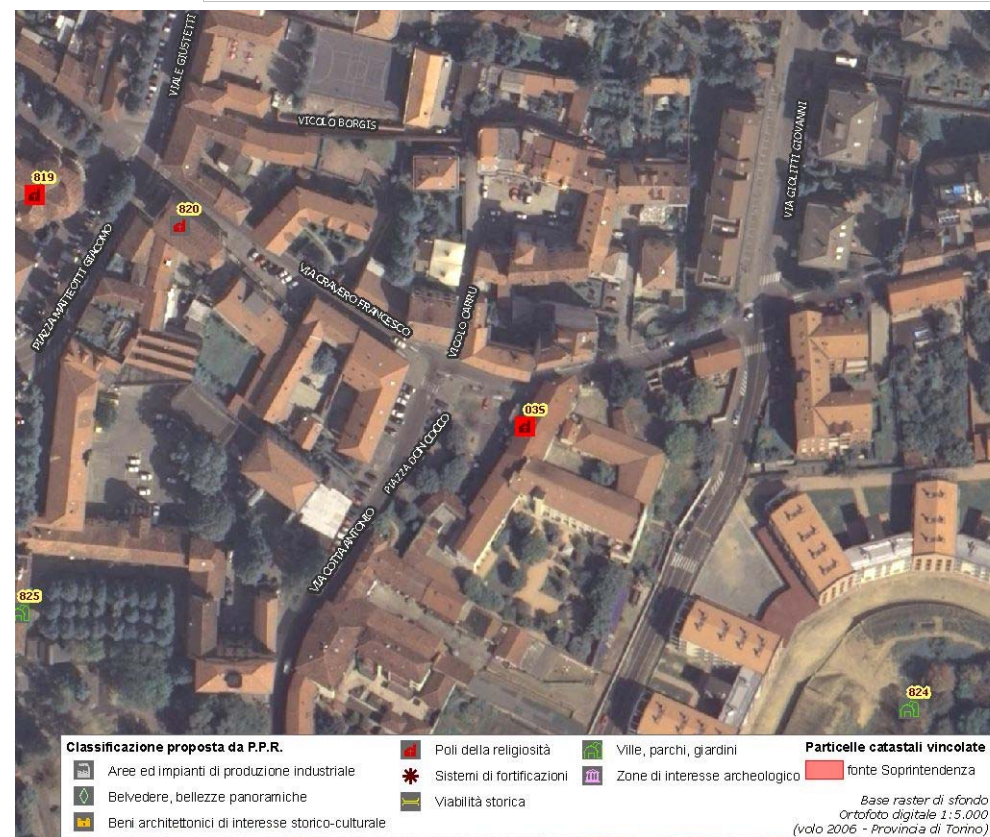 VIALE GIUSTETTI
VICOLO BORGIS
VIA GIOLITTI GIOVANNI
819
820
PIAZZA MATTEOTTI GIACOMO
VIA CRAVERO FRANCESCO
VICOLO CARRU
035
PIAZZA DON COCCO
VIA COTTA ANTONIO
825
824
Classificazione proposta da P.P.R.
Aree ed impianti di produzione industriale
Belvedere, bellezze panoramiche
Beni architettonici di interesse storico-culturale
Poli della religiosità
Sistemi di fortificazioni
Viabilità storica
Ville, parchi, giardini
Zone di interesse archeologico
Particelle catastali vincolate
fonte Soprintendenza
Base raster di sfondo
Ortofoto digitale 1:5.000
(volo 2006 - Provincia di Torino)